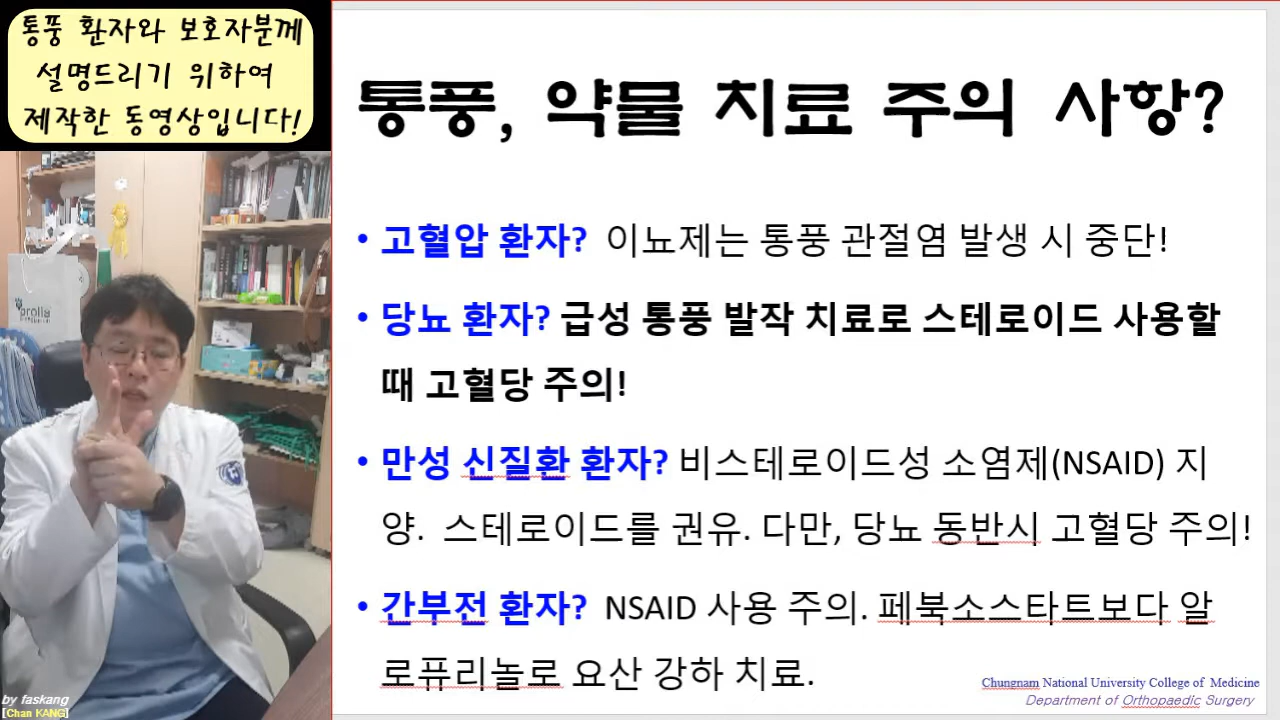 통풍 환자와 보호자분께
설명드리기 위하여
제작한 동영상입니다!
통풍, 약물 치료 주의 사항?
• 고혈압 환자? 이뇨제는 통풍 관절염 발생 시 중단!
• 당뇨 환자? 급성 통풍 발작 치료로 스테로이드 사용할
때 고혈당 주의!
• 만성 신질환 환자? 비스테로이드성 소염제(NSAID) 지
양. 스테로이드를 권유. 다만, 당뇨 동반시 고혈당 주의!
• 간부전 환자? NSAID 사용 주의. 페북소스타트보다 알
로퓨리놀로 요산 강하 치료.
Chungnam National University College of Medicine
Department of Orthopaedic Surgery
prolia
by faskang
[Chan KANG]